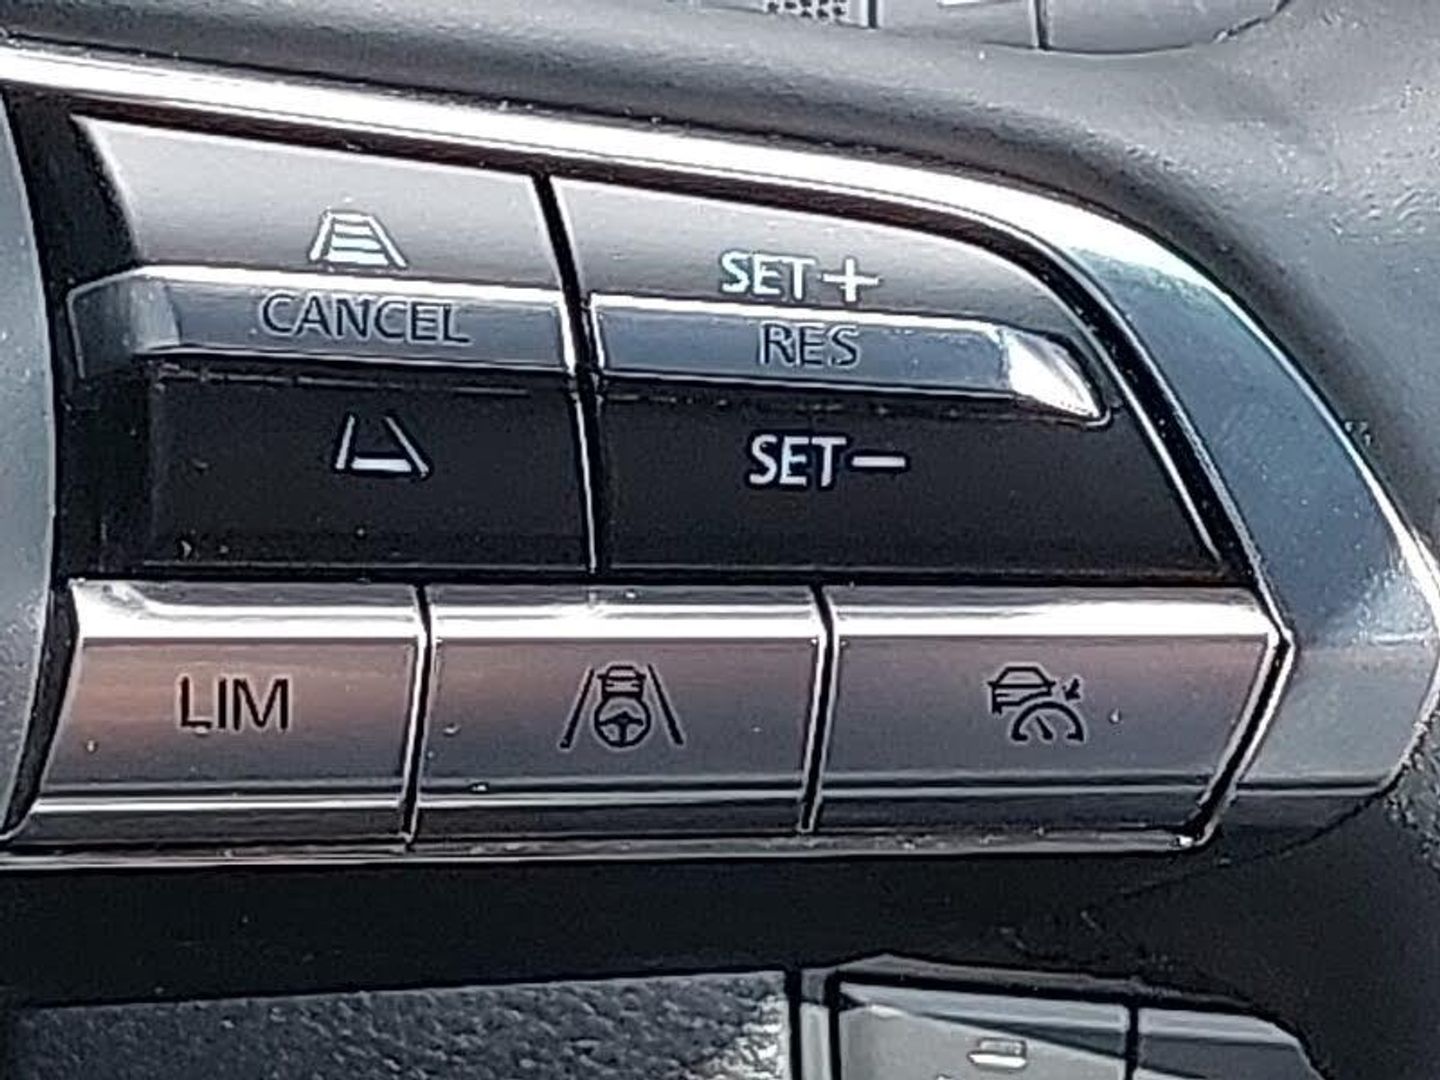 SET+
CANCEL
RES
SET-
LIM